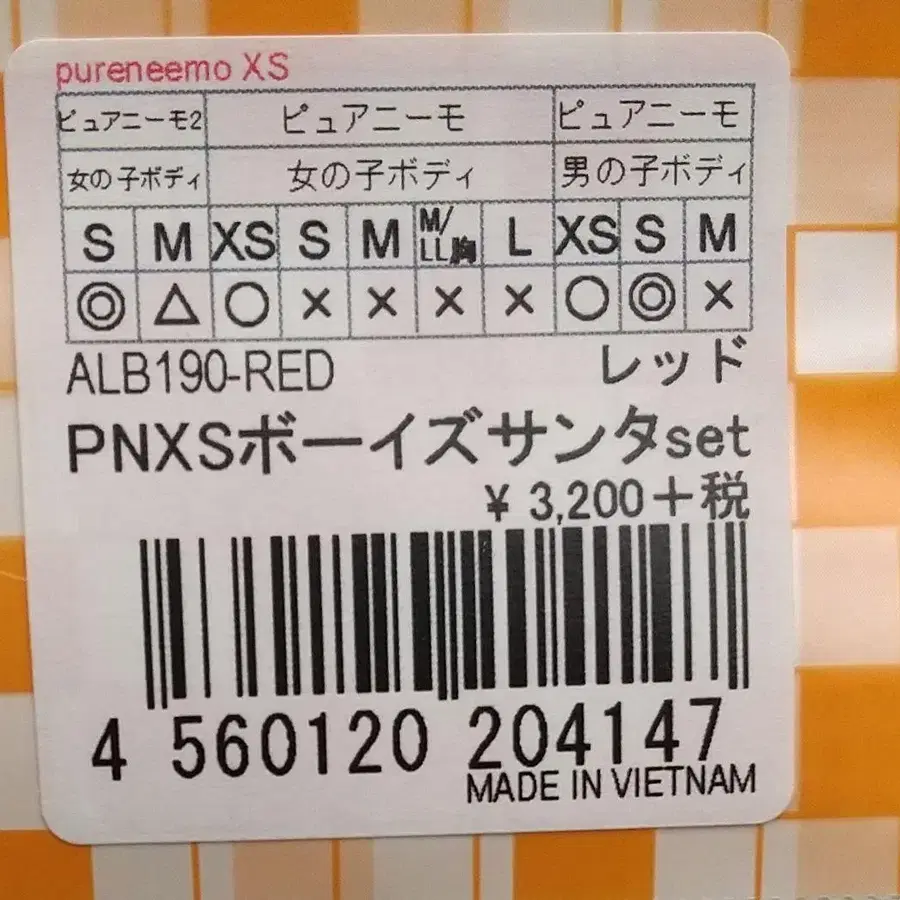 pureneemo XS
ピュアニーモ2 ピュアニーモ ピュアニーモ
女の子ボディ 女の子ボディ 男の子ボディ
S M XS S M M/LL胸 L XS S M
◎ △ ○ × × × × ○ ◎ ×
ALB190-RED レッド
PNXSボーイズサンタset
¥ 3,200+税
4 560120 204147
MADE IN VIETNAM